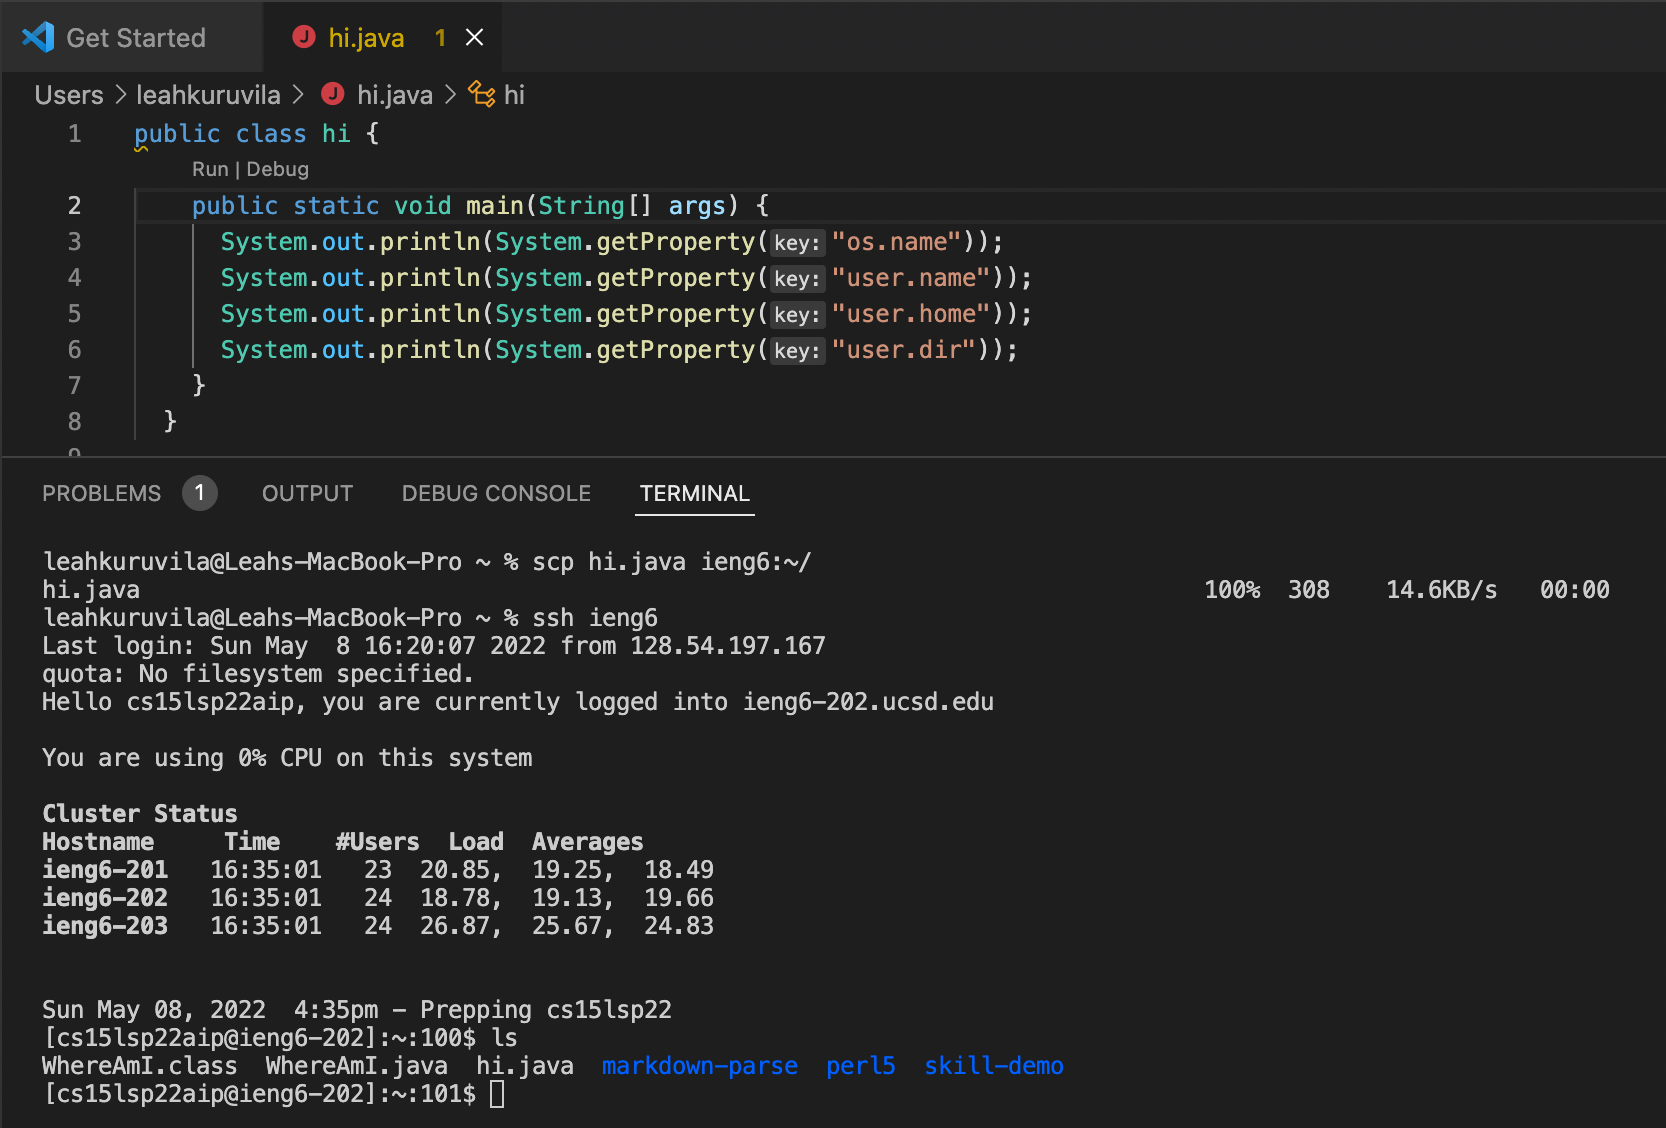 Get Started hi.java 1
Users > leahkuruvila > hi.java > hi
1 public class hi {
Run | Debug
2 public static void main(String[] args) {
3 System.out.println(System.getProperty(key: "os.name"));
4 System.out.println(System.getProperty(key: "user.name"));
5 System.out.println(System.getProperty(key: "user.home"));
6 System.out.println(System.getProperty(key: "user.dir"));
7 }
8 }
9
PROBLEMS 1 OUTPUT DEBUG CONSOLE TERMINAL
leahkuruvila@Leahs-MacBook-Pro ~ % scp hi.java ieng6:~/
hi.java 100% 308 14.6KB/s 00:00
leahkuruvila@Leahs-MacBook-Pro ~ % ssh ieng6
Last login: Sun May  8 16:20:07 2022 from 128.54.197.167
quota: No filesystem specified.
Hello cs15lsp22aip, you are currently logged into ieng6-202.ucsd.edu
You are using 0% CPU on this system
Cluster Status
Hostname Time #Users Load Averages
ieng6-201 16:35:01 23 20.85, 19.25, 18.49
ieng6-202 16:35:01 24 18.78, 19.13, 19.66
ieng6-203 16:35:01 24 26.87, 25.67, 24.83
Sun May 08, 2022  4:35pm - Prepping cs15lsp22
[cs15lsp22aip@ieng6-202]:~:100$ ls
WhereAmI.class WhereAmI.java hi.java markdown-parse perl5 skill-demo
[cs15lsp22aip@ieng6-202]:~:101$